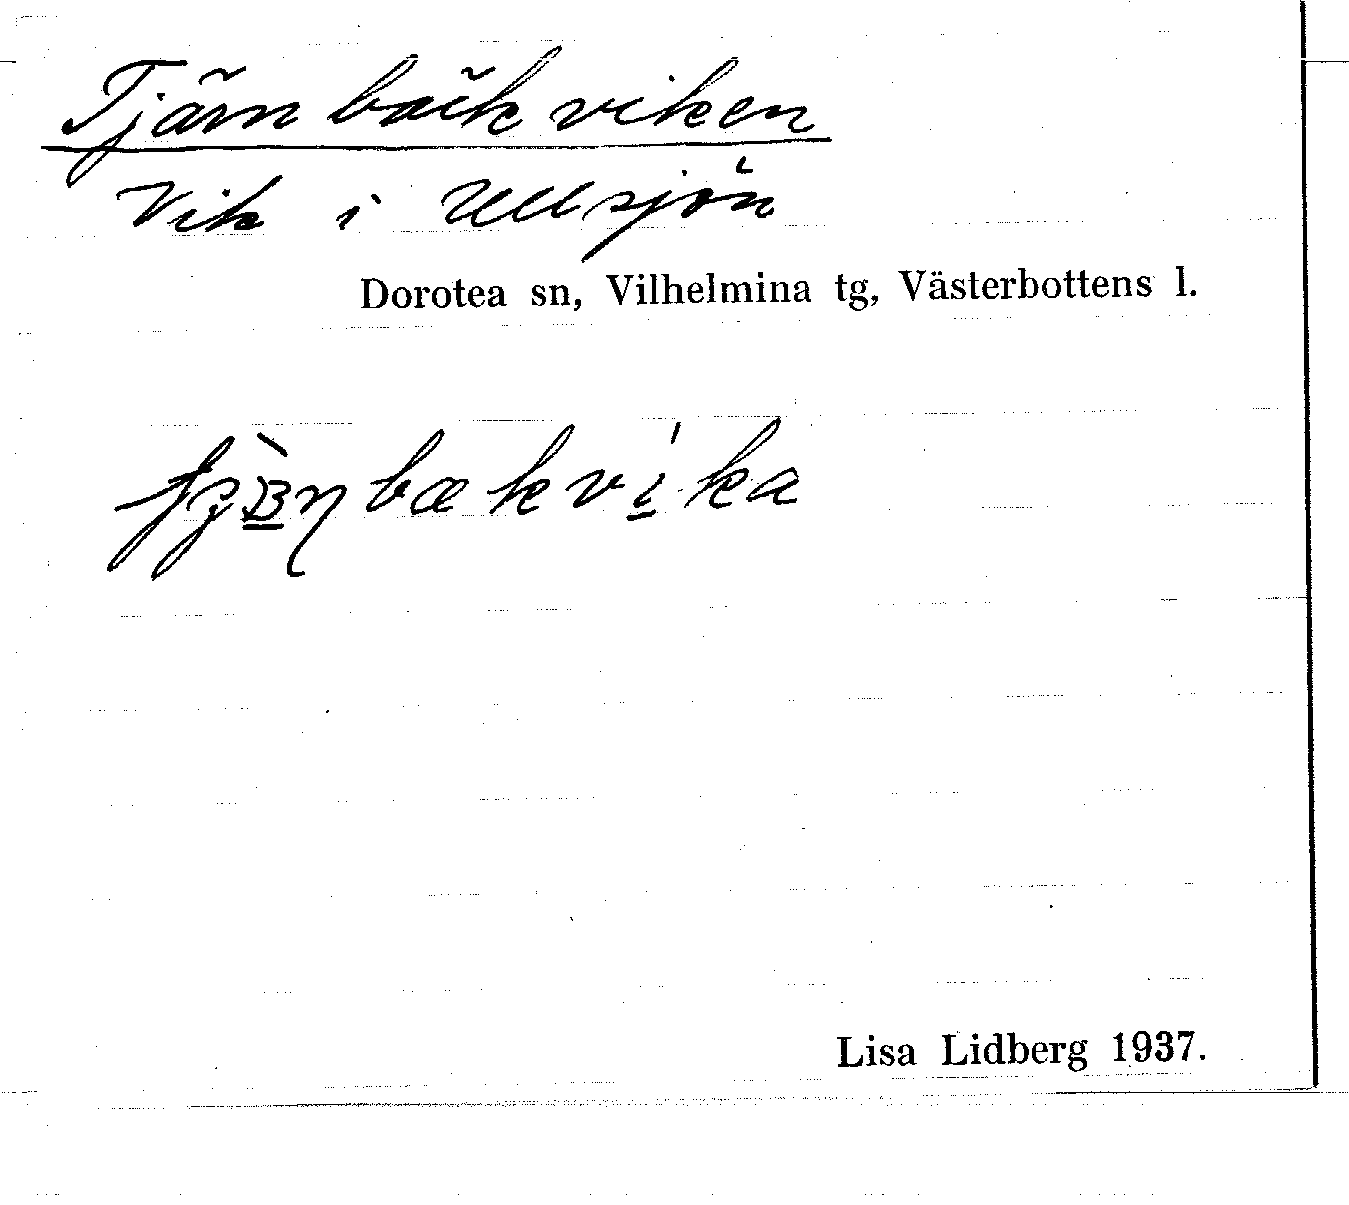 Tjärnbäckviken
Vik i Ullsjön
Dorotea sn, Vilhelmina tg, Västerbottens l.
Lisa Lidberg 1937.